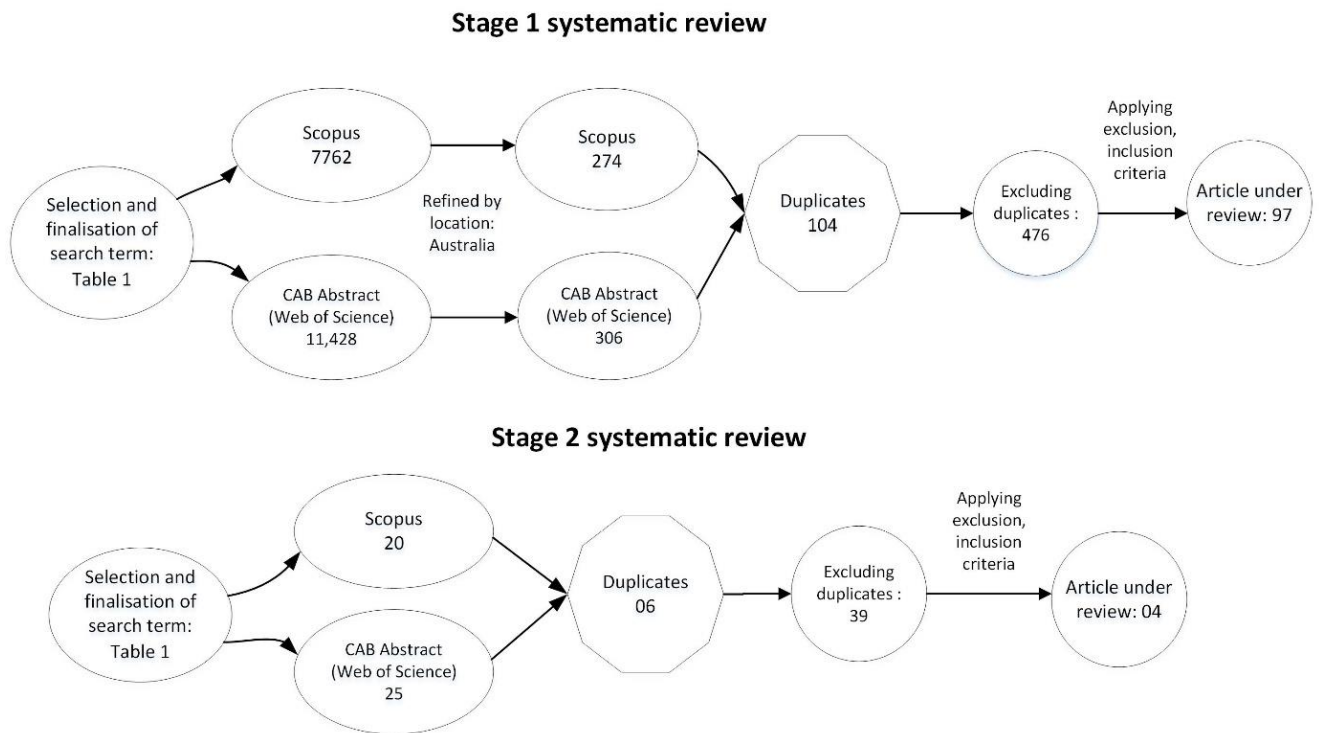 Stage 1 systematic review
Selection and
finalisation of
search term:
Table 1
Scopus
7762
CAB Abstract
(Web of Science)
11,428
Refined by
location:
Australia
Scopus
274
CAB Abstract
(Web of Science)
306
Duplicates
104
Excluding
duplicates :
476
Applying
exclusion,
inclusion
criteria
Article under
review: 97
Stage 2 systematic review
Selection and
finalisation of
search term:
Table 1
Scopus
20
CAB Abstract
(Web of Science)
25
Duplicates
06
Excluding
duplicates :
39
Applying
exclusion,
inclusion
criteria
Article under
review: 04